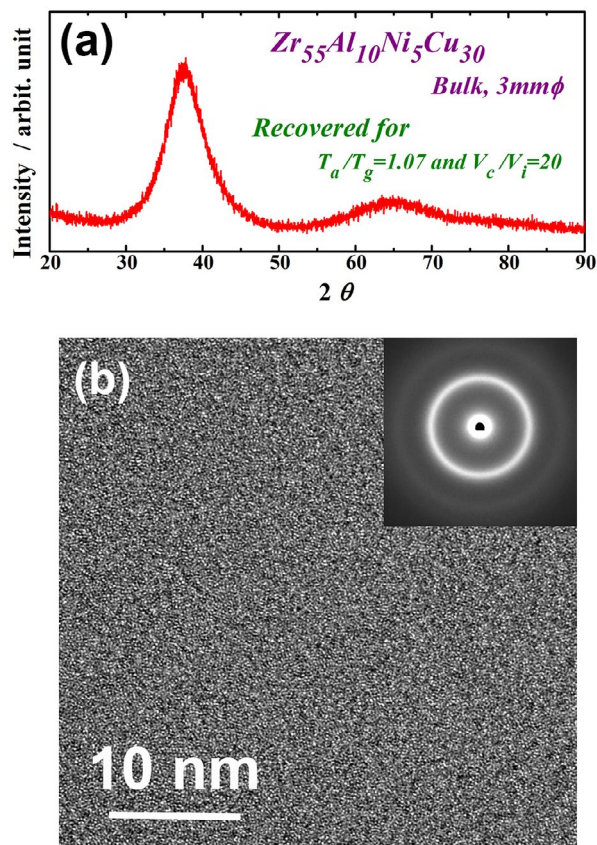 (a)
Zr55Al10Ni5Cu30
Bulk, 3mmϕ
Recovered for
Ta/Tg=1.07 and Vc/Vi=20
Intensity / arbit. unit
20 30 40 50 60 70 80 90
2 θ
(b)
10 nm